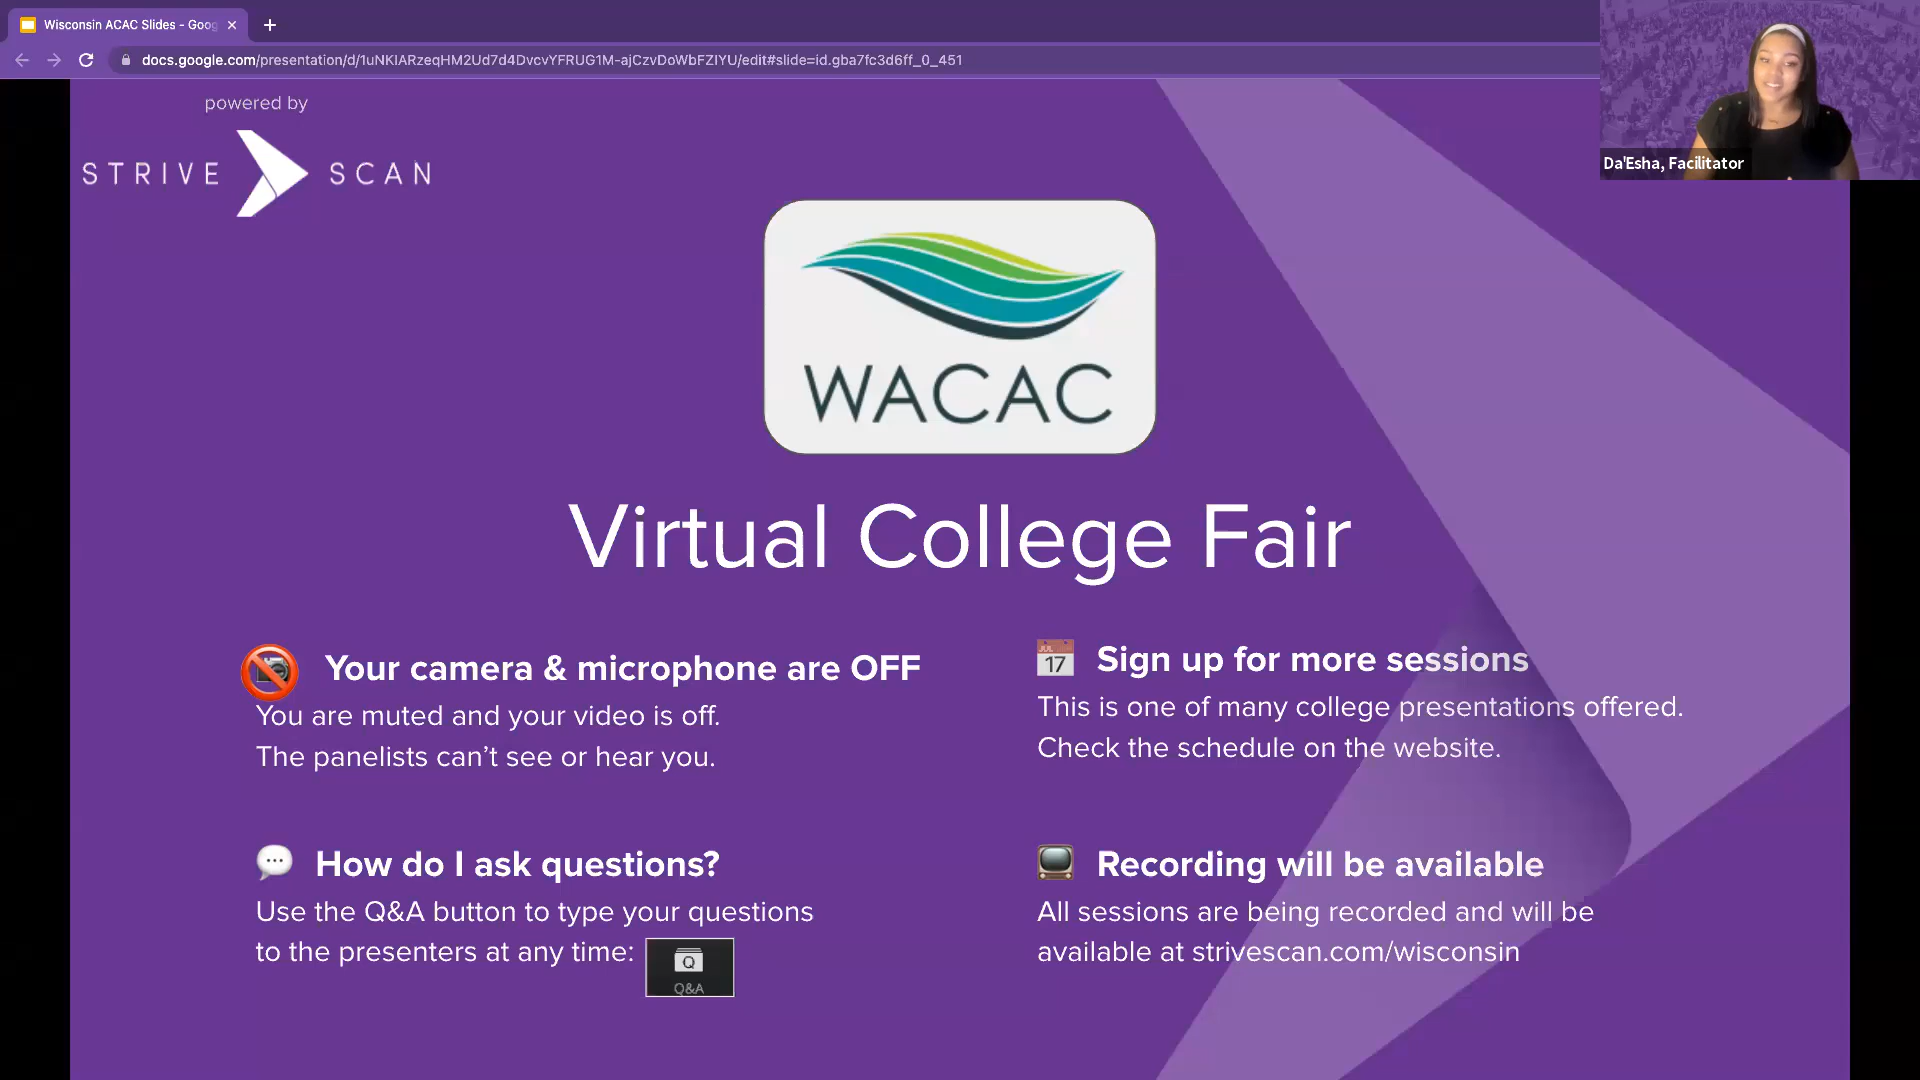 Wisconsin ACAC Slides - Goog
docs.google.com/presentation/d/1uNKIARzeqHM2Ud7d4DvcvYFRUG1M-ajCzvDoWbFZIYU/edit#slide=id.gba7fc3d6ff_0_451
powered by
STRIVE SCAN
Da'Esha, Facilitator
WACAC
Virtual College Fair
Your camera & microphone are OFF
You are muted and your video is off.
The panelists can’t see or hear you.
JUL
17
Sign up for more sessions
This is one of many college presentations offered.
Check the schedule on the website.
How do I ask questions?
Use the Q&A button to type your questions
to the presenters at any time:
Q
Q&A
Recording will be available
All sessions are being recorded and will be
available at strivescan.com/wisconsin